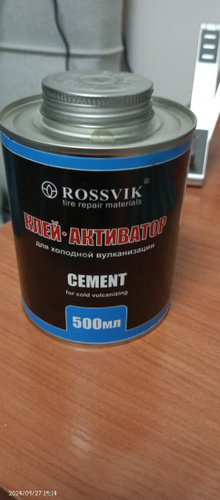 ROSSVIK
tire repair materials
КЛЕЙ-АКТИВАТОР
для холодной вулканизации
CEMENT
for cold vulcanizing
500МЛ
2024/09/27 19:14